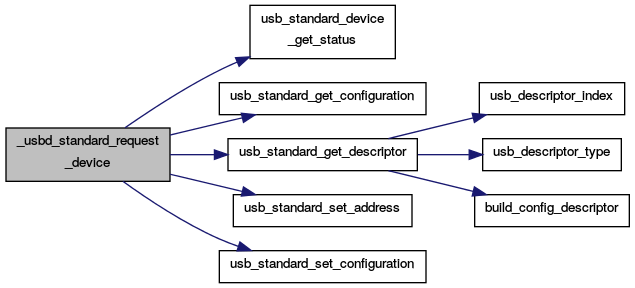 usb_standard_device
_get_status
usb_standard_get_configuration
usb_descriptor_index
_usbd_standard_request
_device
usb_standard_get_descriptor
usb_descriptor_type
usb_standard_set_address
build_config_descriptor
usb_standard_set_configuration